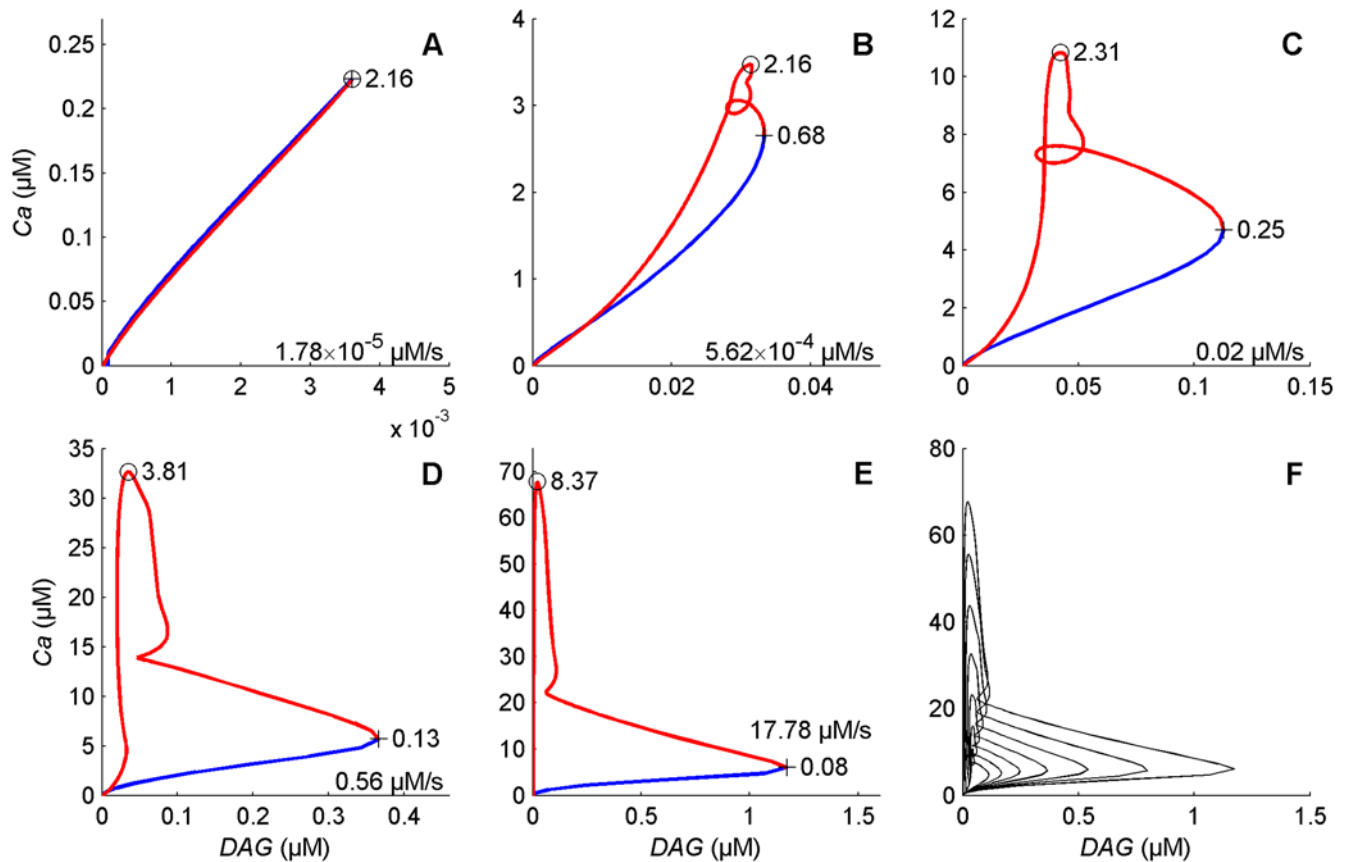 A
0.25
0.2
0.15
0.1
0.05
0
Ca (µM)
2.16
1.78×10-5 µM/s
0 1 2 3 4 5
x 10-3
B
4
3
2
1
0
2.16
0.68
5.62×10-4 µM/s
0 0.02 0.04
C
12
10
8
6
4
2
0
2.31
0.25
0.02 µM/s
0 0.05 0.1 0.15
D
35
30
25
20
15
10
5
0
Ca (µM)
3.81
0.13
0.56 µM/s
0 0.1 0.2 0.3 0.4
DAG (µM)
E
70
60
50
40
30
20
10
0
8.37
17.78 µM/s
0.08
0 0.5 1 1.5
DAG (µM)
F
80
60
40
20
0
0 0.5 1 1.5
DAG (µM)